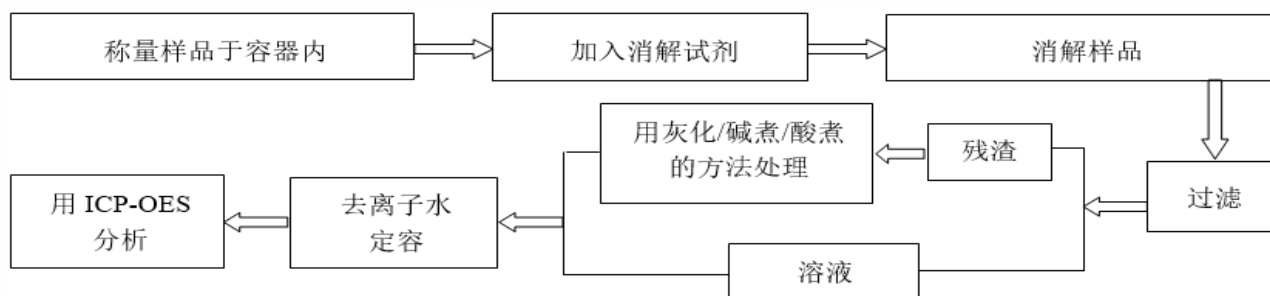 称量样品于容器内
加入消解试剂
消解样品
过滤
残渣
用灰化/碱煮/酸煮
的方法处理
溶液
去离子水
定容
用 ICP-OES
分析